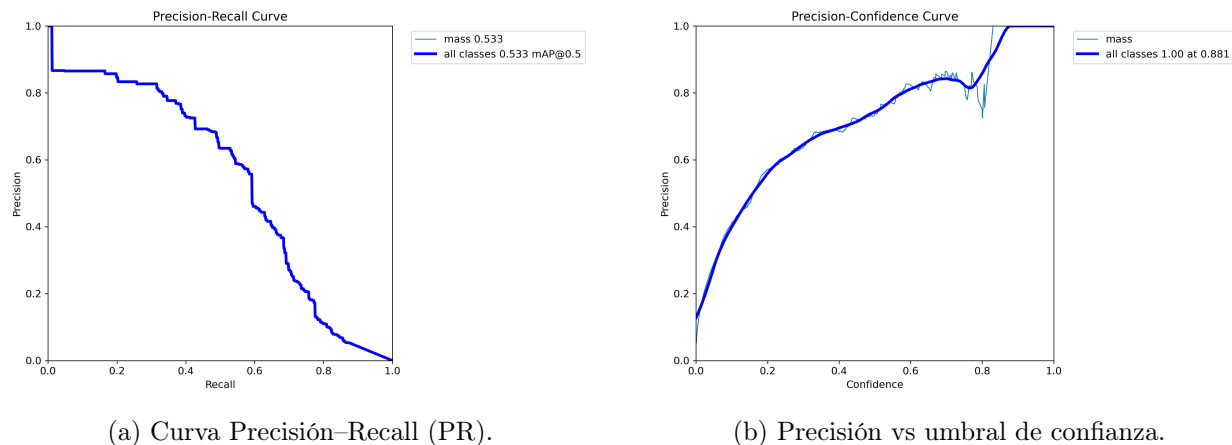 Precision-Recall Curve
mass 0.533
all classes 0.533 mAP@0.5
1.0
0.8
0.6
0.4
0.2
0.0
Precision
0.0 0.2 0.4 0.6 0.8 1.0
Recall
(a) Curva Precisión–Recall (PR).
Precision-Confidence Curve
mass
all classes 1.00 at 0.881
1.0
0.8
0.6
0.4
0.2
0.0
Precision
0.0 0.2 0.4 0.6 0.8 1.0
Confidence
(b) Precisión vs umbral de confianza.